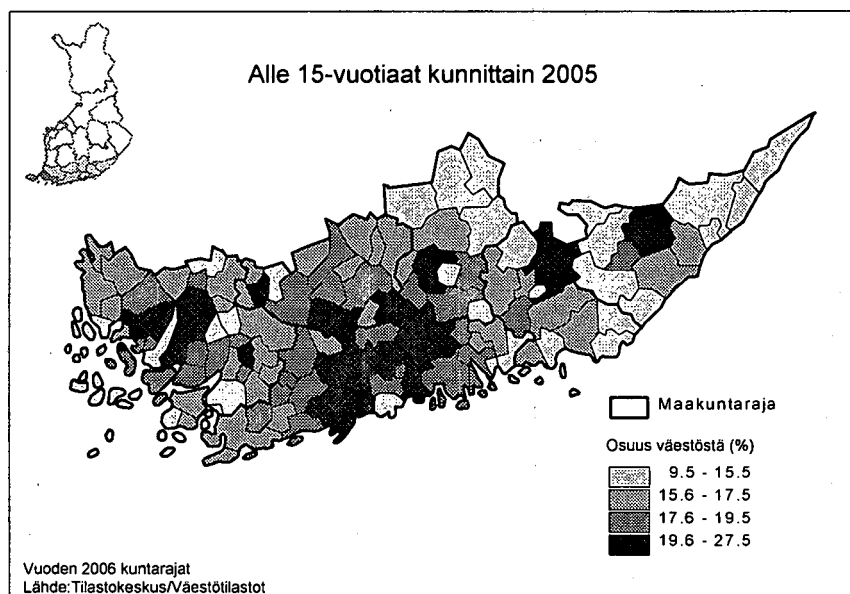 Alle 15-vuotiaat kunnittain 2005
Maakuntaraja
Osuus väestöstä (%)
9.5 - 15.5
15.6 - 17.5
17.6 - 19.5
19.6 - 27.5
Vuoden 2006 kuntarajat
Lähde:Tilastokeskus/Väestötilastot